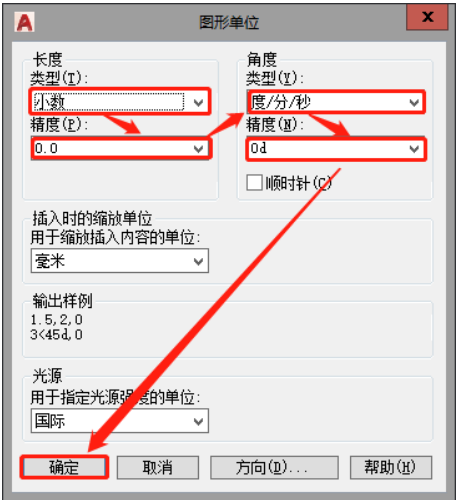 A
图形单位
x
长度
类型(T):
小数
精度(P):
0.0
角度
类型(Y):
度/分/秒
精度(N):
0d
顺时针(C)
插入时的缩放单位
用于缩放插入内容的单位:
毫米
输出样例
1.5,2,0
3<45d,0
光源
用于指定光源强度的单位:
国际
确定
取消
方向(D)...
帮助(H)